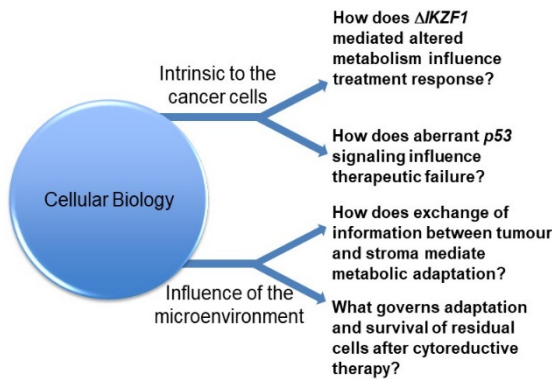 Cellular Biology
Intrinsic to the
cancer cells
How does ΔIKZF1
mediated altered
metabolism influence
treatment response?
How does aberrant p53
signaling influence
therapeutic failure?
Influence of the
microenvironment
How does exchange of
information between tumour
and stroma mediate
metabolic adaptation?
What governs adaptation
and survival of residual
cells after cytoreductive
therapy?